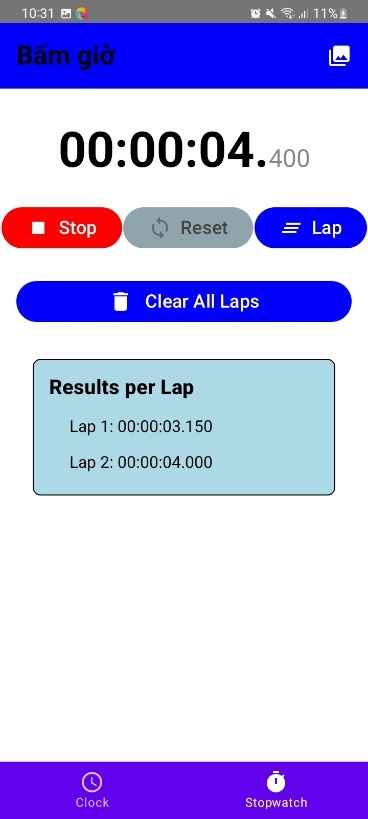 10:31 11%
Bấm giờ
00:00:04.400
Stop Reset Lap
Clear All Laps
Results per Lap
Lap 1: 00:00:03.150
Lap 2: 00:00:04.000
Clock Stopwatch